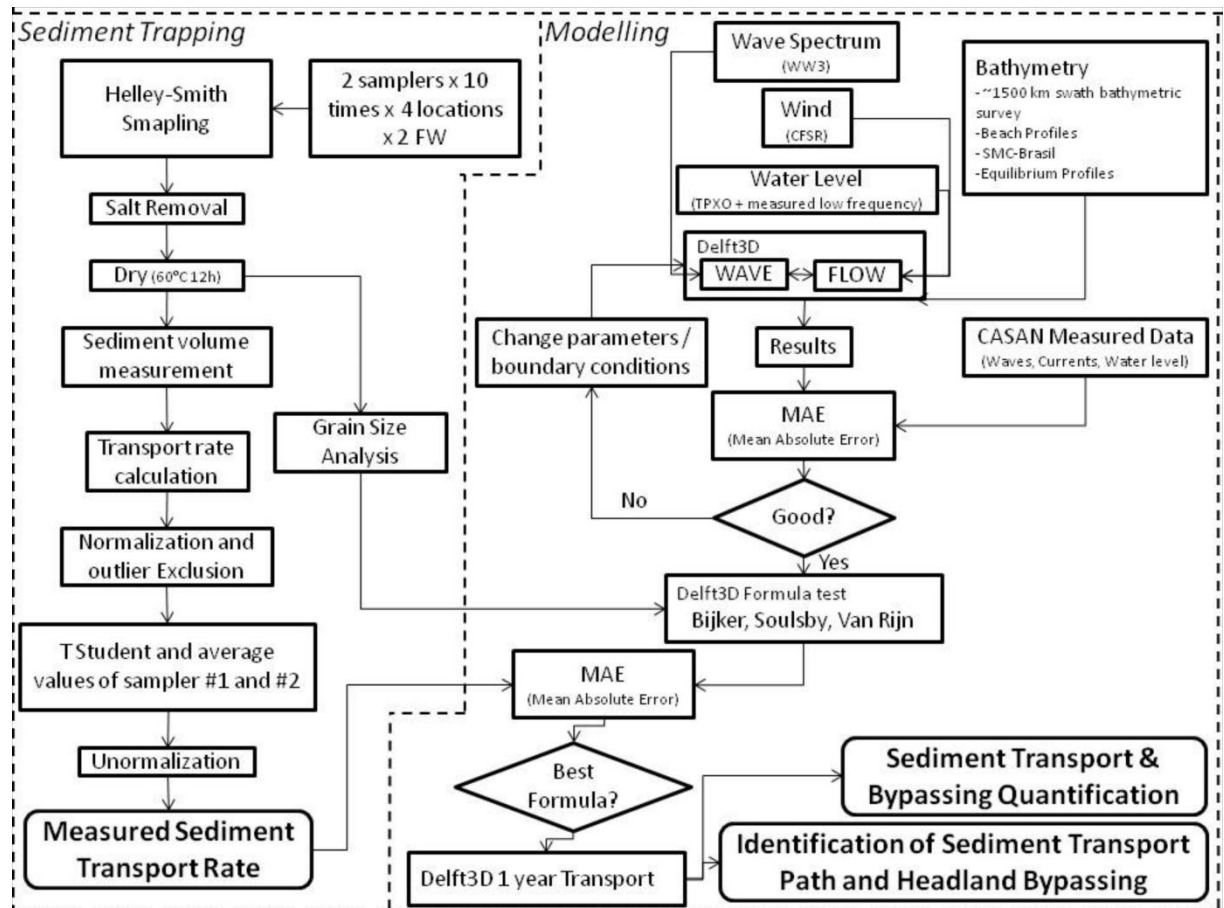 Sediment Trapping
Helley-Smith
Smapling
2 samplers x 10
times x 4 locations
x 2 FW
Salt Removal
Dry (60°C 12h)
Sediment volume
measurement
Transport rate
calculation
Grain Size
Analysis
Normalization and
outlier Exclusion
T Student and average
values of sampler #1 and #2
Unormalization
Measured Sediment
Transport Rate
Modelling
Wave Spectrum
(WW3)
Wind
(CFSR)
Water Level
(TPXO + measured low frequency)
Bathymetry
-~1500 km swath bathymetric
survey
-Beach Profiles
-SMC-Brasil
-Equilibrium Profiles
Delft3D
WAVE
FLOW
Change parameters /
boundary conditions
Results
CASAN Measured Data
(Waves, Currents, Water level)
MAE
(Mean Absolute Error)
No
Good?
Yes
Delft3D Formula test
Bijker, Soulsby, Van Rijn
MAE
(Mean Absolute Error)
Best
Formula?
Delft3D 1 year Transport
Sediment Transport &
Bypassing Quantification
Identification of Sediment Transport
Path and Headland Bypassing